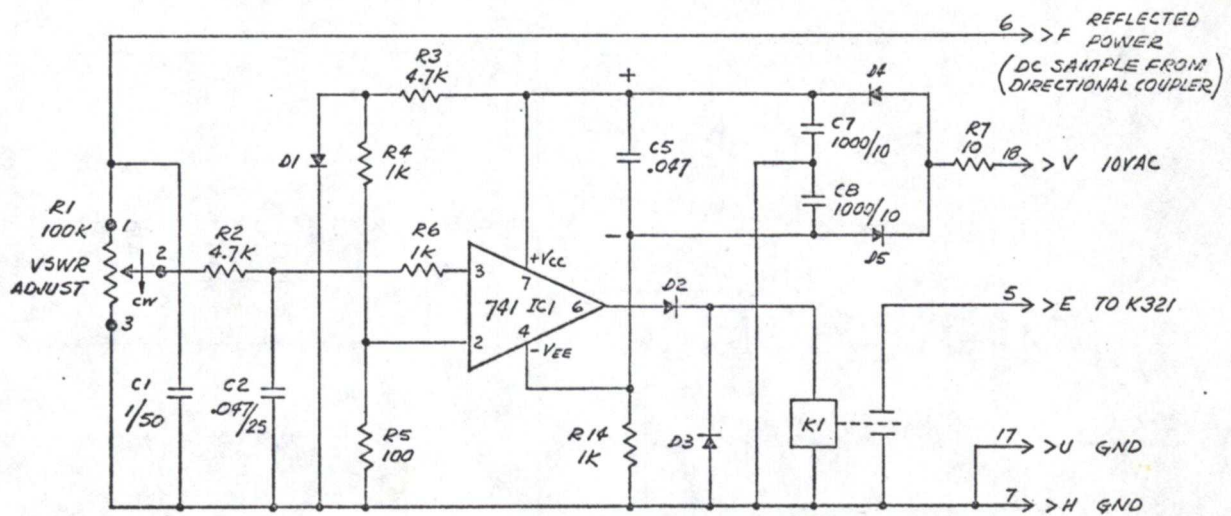 6 > F REFLECTED
POWER
(DC SAMPLE FROM
DIRECTIONAL COUPLER)
R3
4.7K
+
D4
D1
R4
1K
C5
.047
C7
1000/10
C8
1000/10
R7
10
18 > V 10VAC
R1
100K
1
2
3
CW
VSWR
ADJUST
R2
4.7K
R6
1K
-
D5
3
+VCC
7
741 IC1
6
2
4
-VEE
D2
5 > E TO K321
C1
1/50
C2
.047/25
R5
100
R14
1K
D3
K1
17 > U GND
7 > H GND